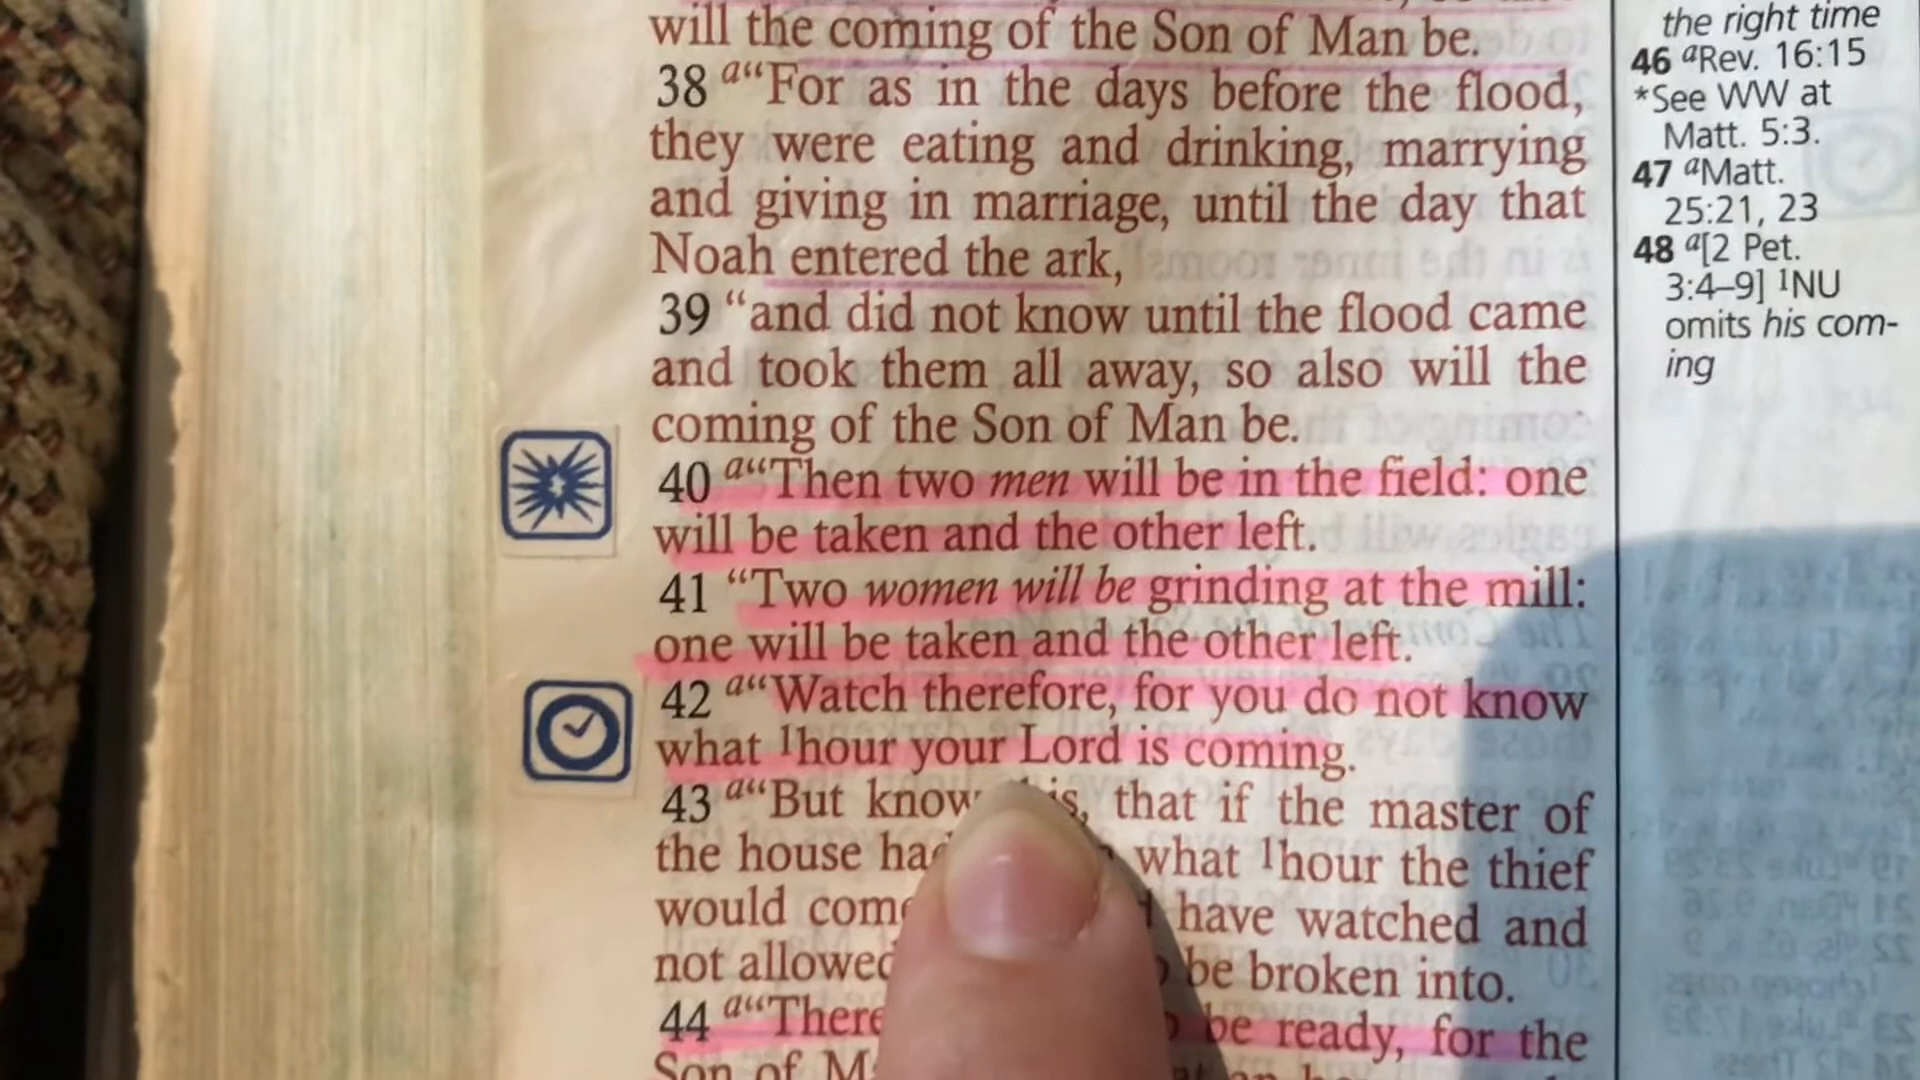 will the coming of the Son of Man be.
38 a“For as in the days before the flood,
they were eating and drinking, marrying
and giving in marriage, until the day that
Noah entered the ark,
39 “and did not know until the flood came
and took them all away, so also will the
coming of the Son of Man be.
40 a“Then two men will be in the field: one
will be taken and the other left.
41 “Two women will be grinding at the mill:
one will be taken and the other left.
42 a“Watch therefore, for you do not know
what 1hour your Lord is coming.
43 a“But know that if the master of
the house what 1hour the thief
would have watched and
not be broken into.
44 be ready, for the
Son of
the right time
46 aRev. 16:15
*See WW at
Matt. 5:3.
47 aMatt.
25:21, 23
48 a[2 Pet.
3:4–9] 1NU
omits his com-
ing